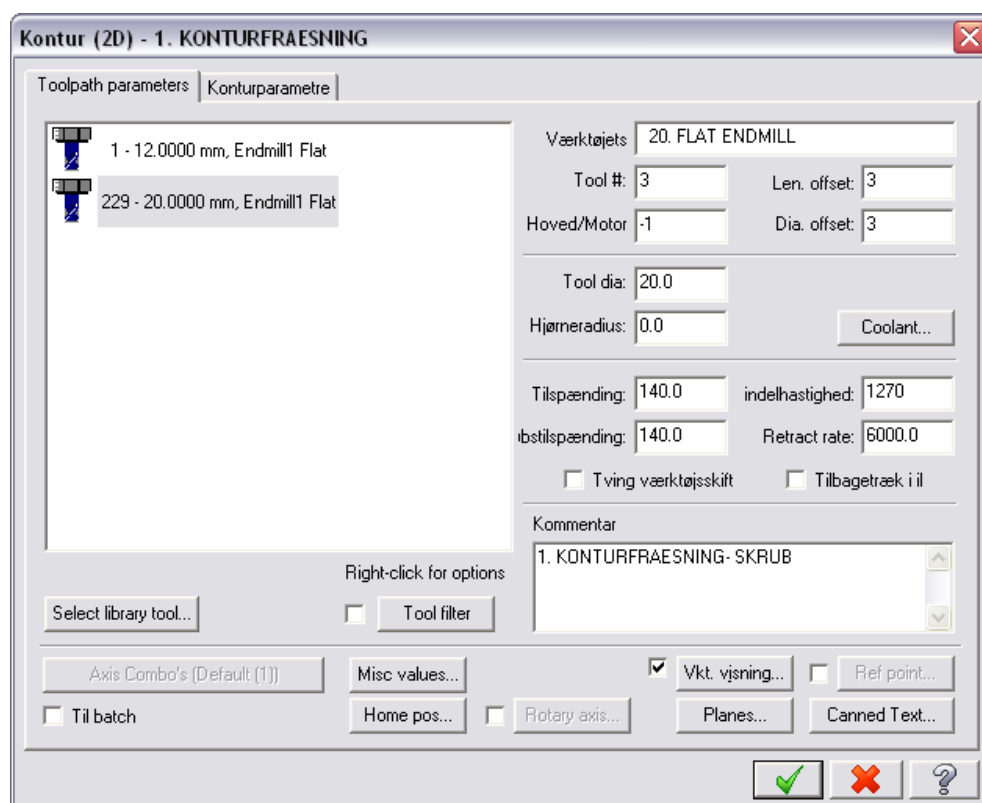 Kontur (2D) - 1. KONTURFRAESNING
Toolpath parameters
Konturparametre
1 - 12.0000 mm, Endmill1 Flat
229 - 20.0000 mm, Endmill1 Flat
Værktøjets
20. FLAT ENDMILL
Tool #: 3
Len. offset: 3
Hoved/Motor -1
Dia. offset: 3
Tool dia: 20.0
Hjørneradius: 0.0
Coolant...
Tilspænding: 140.0
indelhastighed: 1270
ıbstilspænding: 140.0
Retract rate: 6000.0
Tving værktøjsskift
Tilbagetræk i il
Kommentar
1. KONTURFRAESNING- SKRUB
Right-click for options
Select library tool...
Tool filter
Axis Combo's (Default (1))
Misc values...
Vkt. visning...
Ref point...
Til batch
Home pos...
Rotary axis...
Planes...
Canned Text...